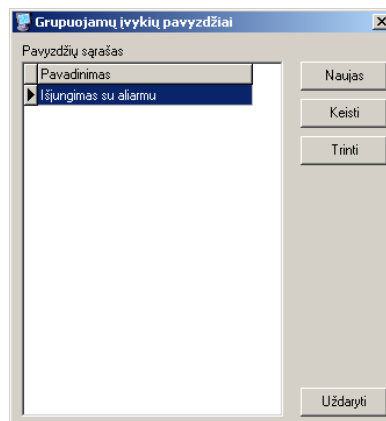 Grupuojamų įvykių pavyzdžiai
Pavyzdžių sąrašas
Pavadinimas
Išjungimas su aliarmu
Naujas
Keisti
Trinti
Uždaryti